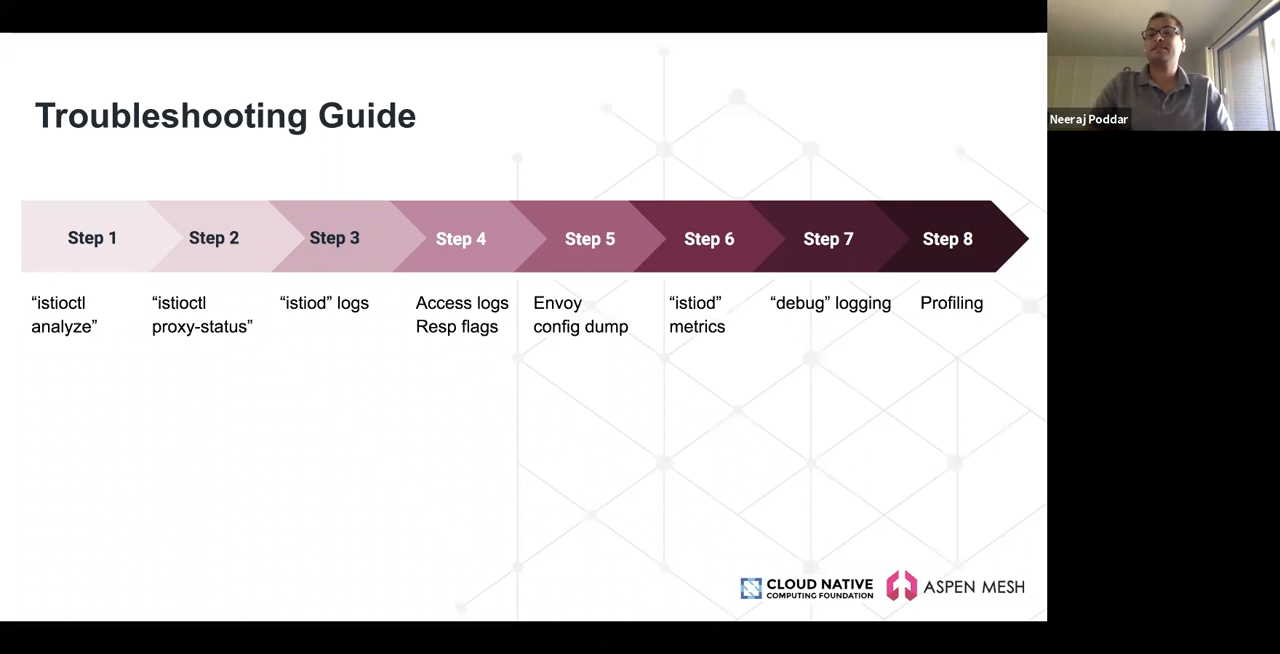 Troubleshooting Guide
Step 1
Step 2
Step 3
Step 4
Step 5
Step 6
Step 7
Step 8
“istioctl
analyze”
“istioctl
proxy-status”
“istiod” logs
Access logs
Resp flags
Envoy
config dump
“istiod”
metrics
“debug” logging
Profiling
CLOUD NATIVE
COMPUTING FOUNDATION
ASPEN MESH
Neeraj Poddar